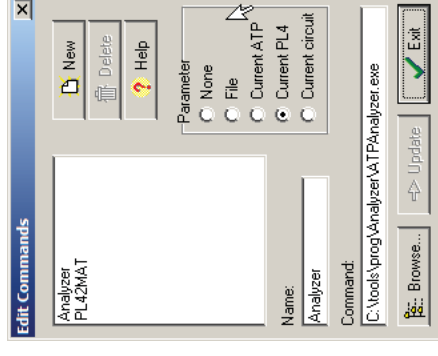 Edit Commands
Analyzer
PL42MAT
New
Delete
Help
Parameter
None
File
Current ATP
Current PL4
Current circuit
Name:
Analyzer
Command:
C:\tools\prog\Analyzer\ATPAnalyzer.exe
Browse...
Update
Exit